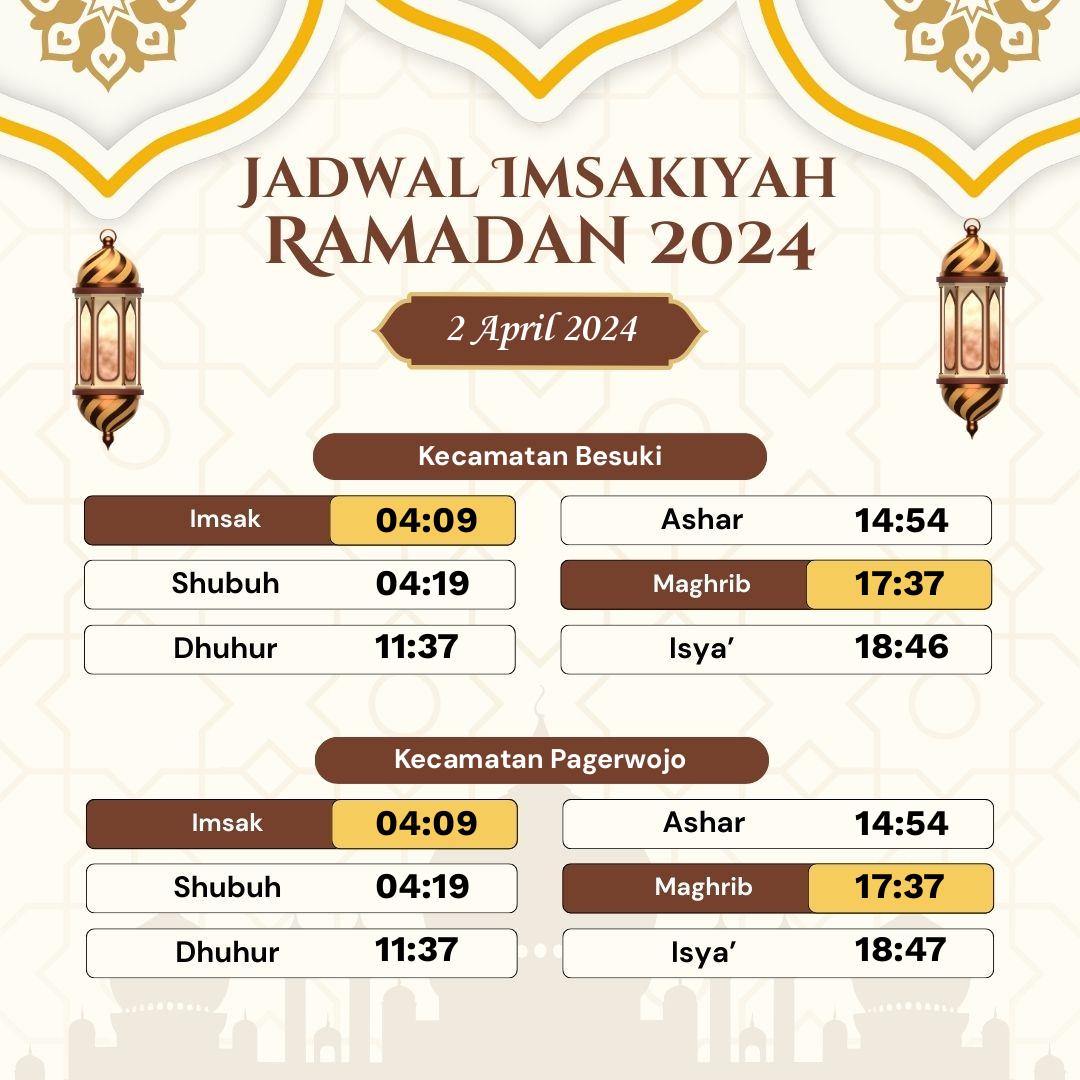 Jadwal Imsakiyah
Ramadan 2024
2 April 2024
Kecamatan Besuki
Imsak 04:09
Shubuh 04:19
Dhuhur 11:37
Ashar 14:54
Maghrib 17:37
Isya’ 18:46
Kecamatan Pagerwojo
Imsak 04:09
Shubuh 04:19
Dhuhur 11:37
Ashar 14:54
Maghrib 17:37
Isya’ 18:47